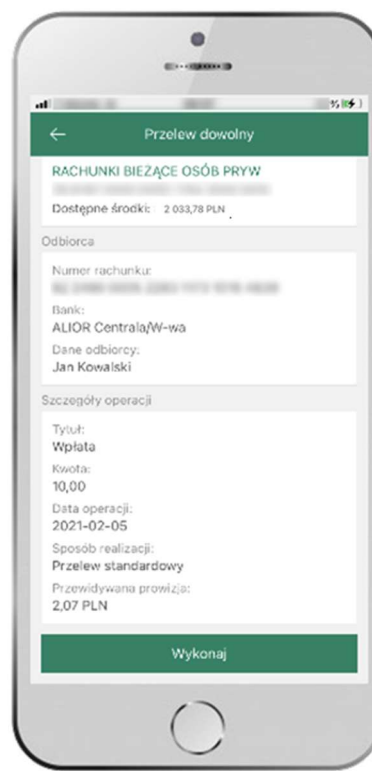 Przelew dowolny
RACHUNKI BIEZĄCE OSÓB PRYW
Dostępne środki: 2 033,78 PLN
Odbiorca
Numer rachunku:
Bank:
ALIOR Centrala/W-wa
Dane odbiorcy:
Jan Kowalski
Szczegóły operacji
Tytuł:
Wpłata
Kwota:
10,00
Data operacji:
2021-02-05
Sposób realizacji:
Przelew standardowy
Przewidywana prowizja:
2,07 PLN
Wykonaj